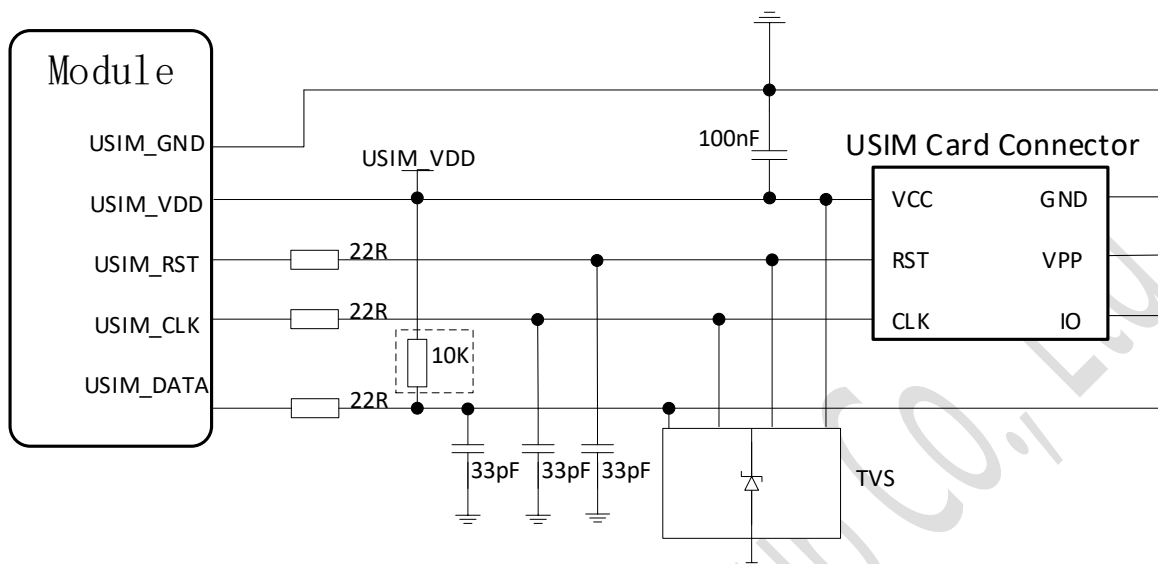 Module
USIM_GND
USIM_VDD
USIM_RST
USIM_CLK
USIM_DATA
USIM_VDD
22R
22R
22R
10K
33pF
33pF
33pF
100nF
USIM Card Connector
VCC
GND
RST
VPP
CLK
IO
TVS
Co.,